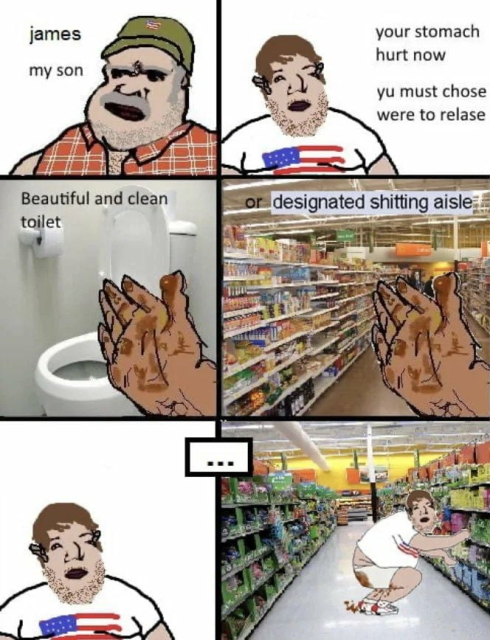 james
my son
your stomach
hurt now
yu must chose
were to relase
Beautiful and clean
toilet
or designated shitting aisle
...